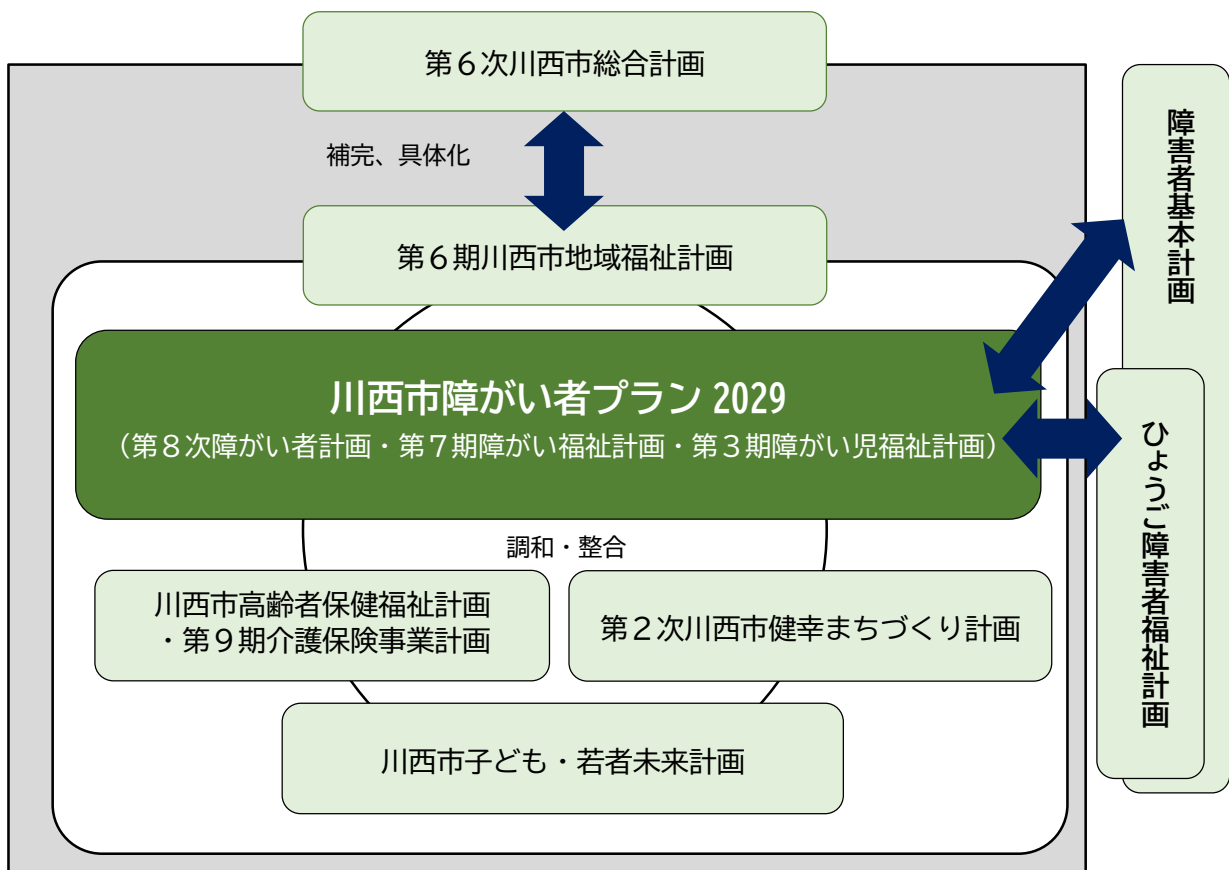 第６次川西市総合計画
補完、具体化
第６期川西市地域福祉計画
川西市障がい者プラン 2029
（第８次障がい者計画・第７期障がい福祉計画・第３期障がい児福祉計画）
調和・整合
川西市高齢者保健福祉計画
・第９期介護保険事業計画
第２次川西市健幸まちづくり計画
川西市子ども・若者未来計画
障害者基本計画
ひょうご障害者福祉計画